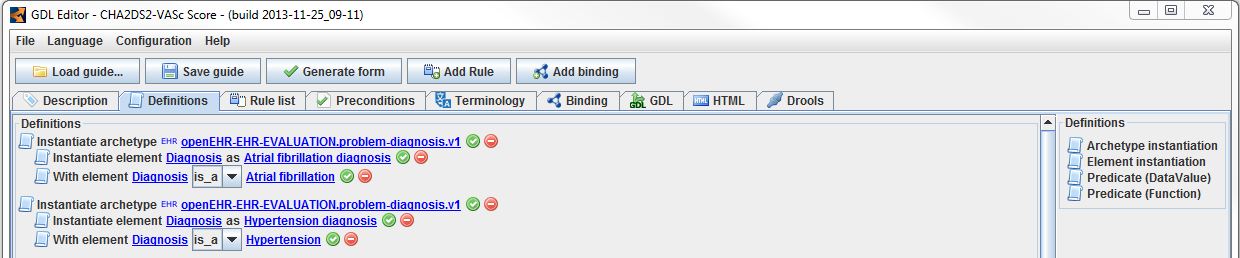 GDL Editor - CHA2DS2-VASc Score - (build 2013-11-25_09-11)
File Language Configuration Help
Load guide... Save guide Generate form Add Rule Add binding
Description Definitions Rule list Preconditions Terminology Binding GDL HTML Drools
Definitions
Instantiate archetype EHR openEHR-EHR-EVALUATION.problem-diagnosis.v1
Instantiate element Diagnosis as Atrial fibrillation diagnosis
With element Diagnosis is_a Atrial fibrillation
Instantiate archetype EHR openEHR-EHR-EVALUATION.problem-diagnosis.v1
Instantiate element Diagnosis as Hypertension diagnosis
With element Diagnosis is_a Hypertension
Definitions
Archetype instantiation
Element instantiation
Predicate (DataValue)
Predicate (Function)